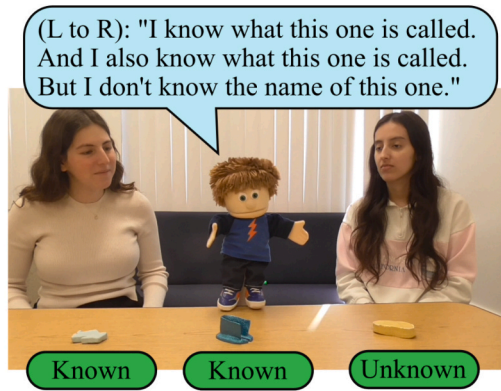 (L to R): "I know what this one is called.
And I also know what this one is called.
But I don't know the name of this one."
Known
Known
Unknown